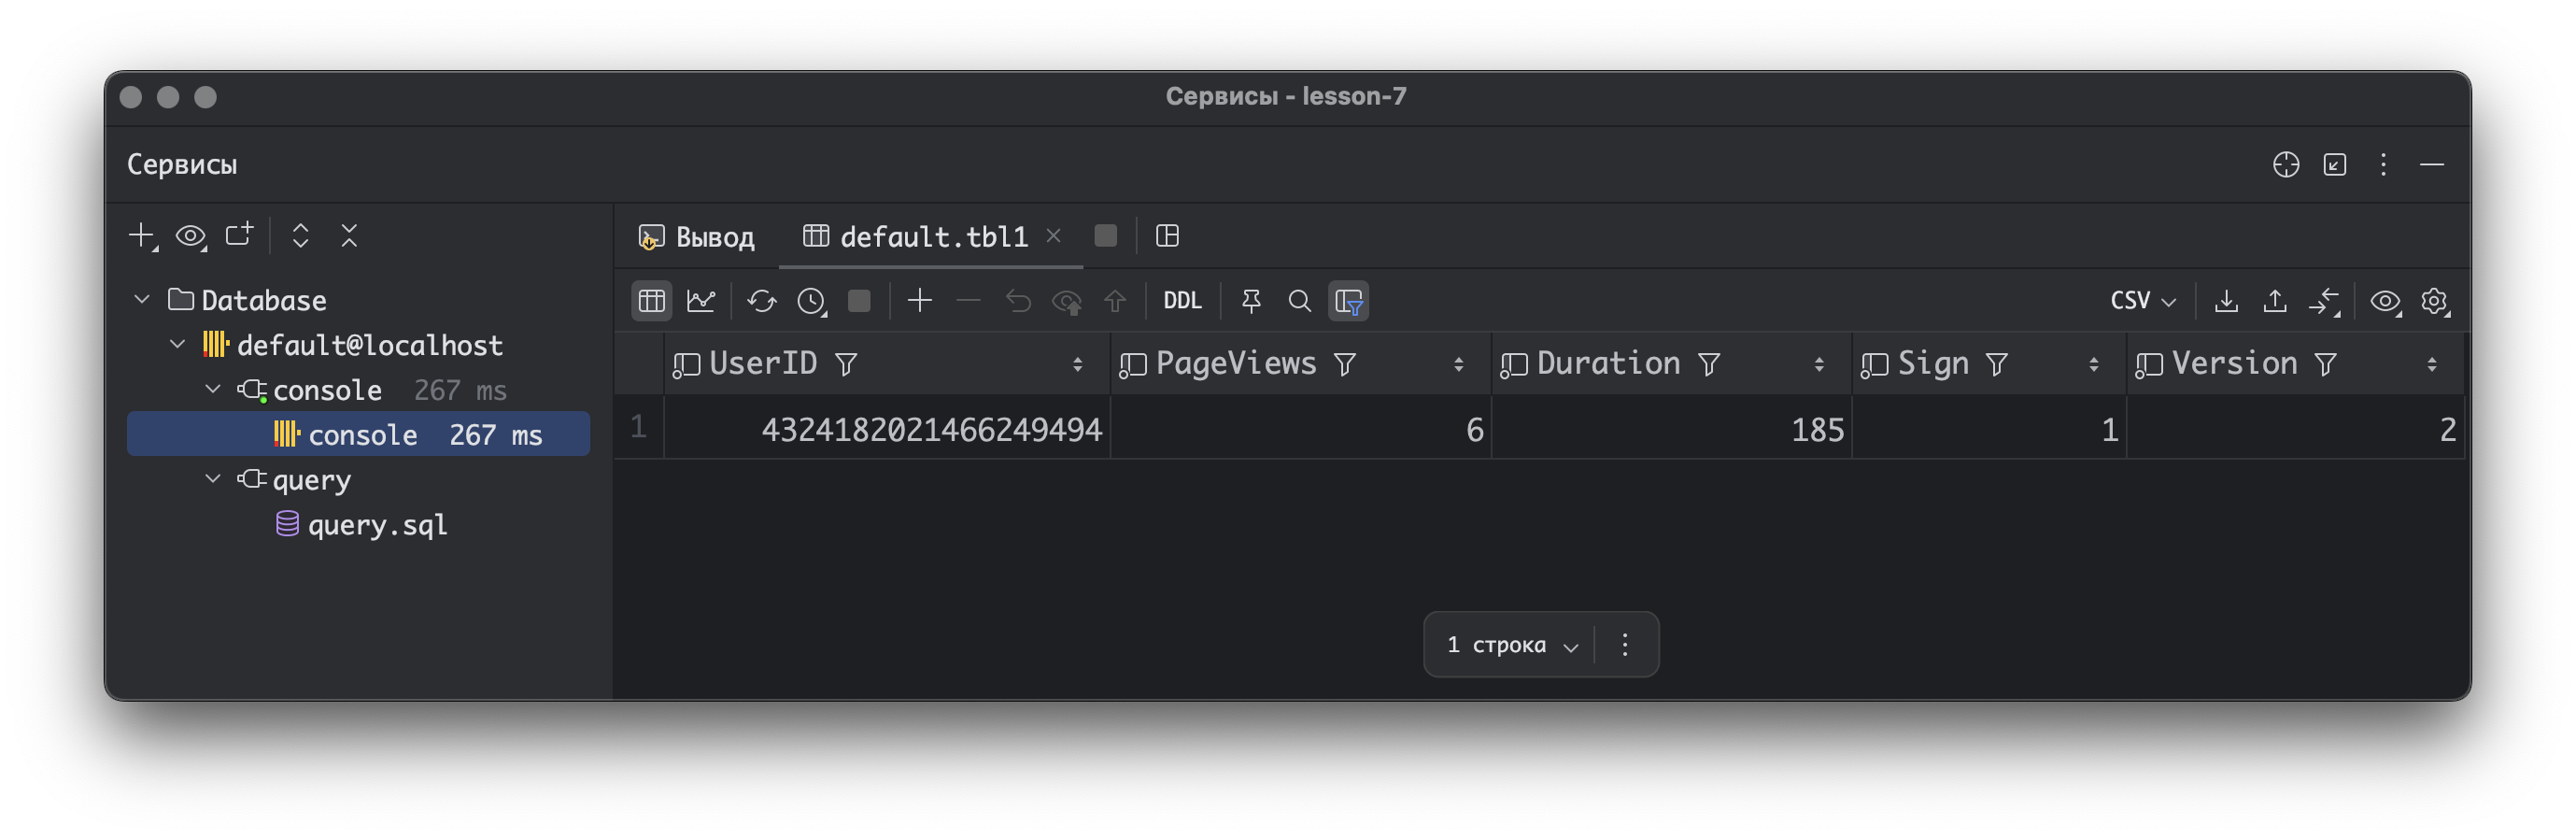 Сервисы - lesson-7
Сервисы
Database
default@localhost
console 267 ms
console 267 ms
query
query.sql
Вывод default.tbl1
DDL CSV
UserID PageViews Duration Sign Version
1 4324182021466249494 6 185 1 2
1 строка